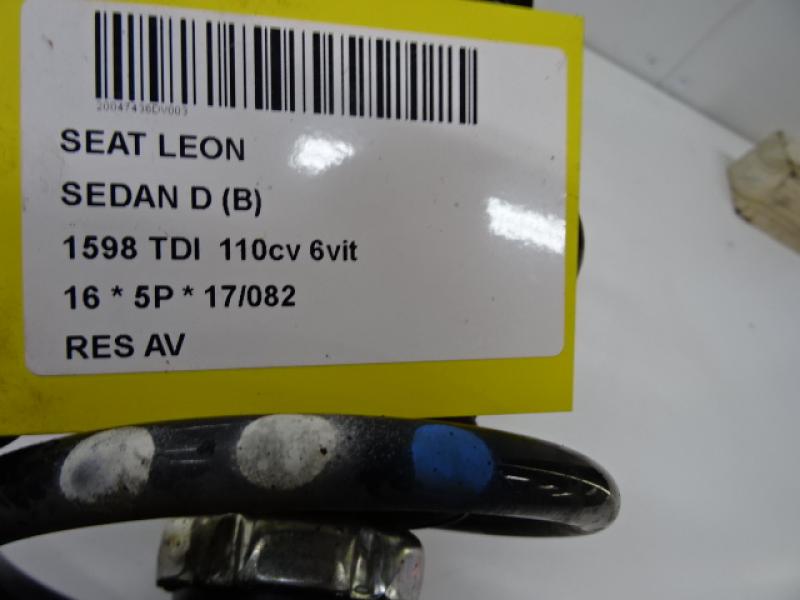 20047436DV003
SEAT LEON
SEDAN D (B)
1598 TDI 110cv 6vit
16 * 5P * 17/082
RES AV